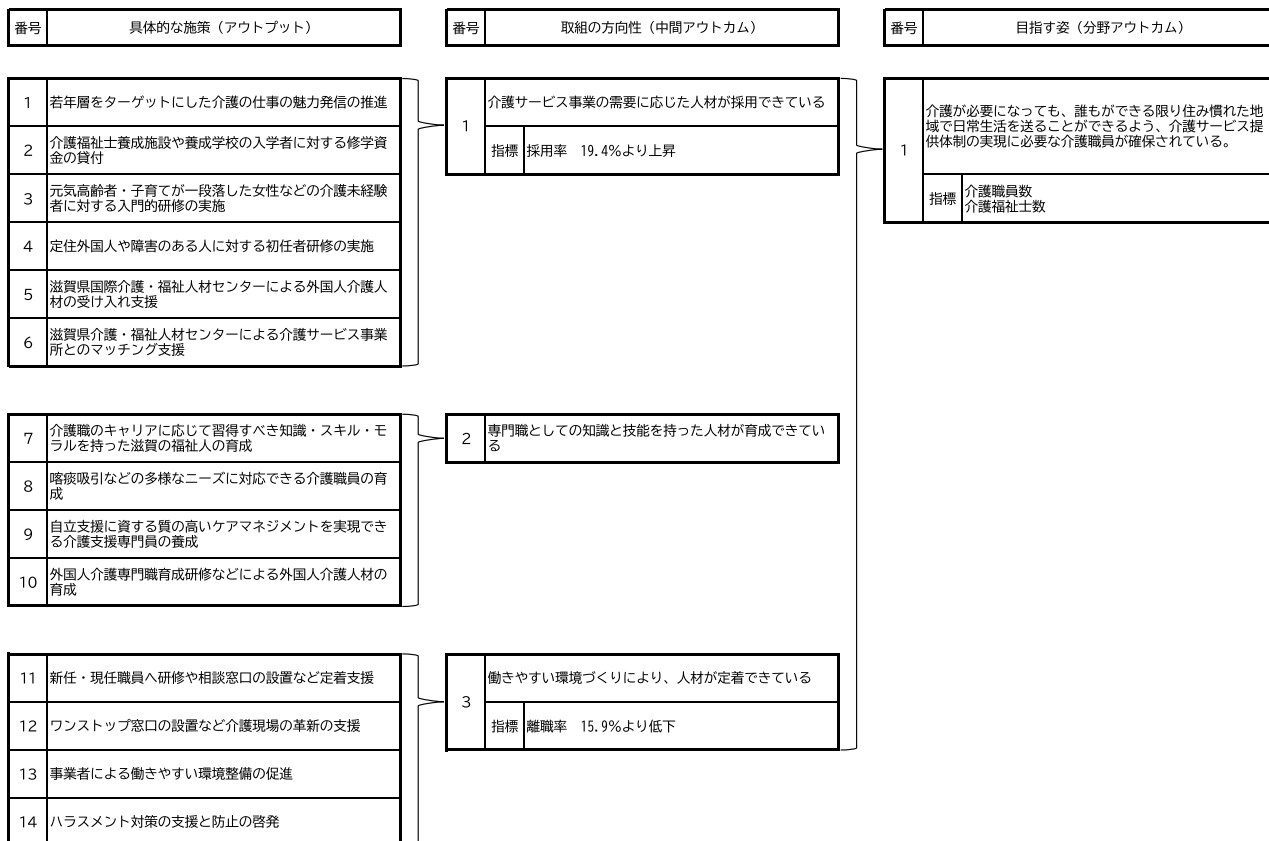 番号 具体的な施策（アウトプット）
1 若年層をターゲットにした介護の仕事の魅力発信の推進
2 介護福祉士養成施設や養成学校の入学者に対する修学資
金の貸付
3 元気高齢者・子育てが一段落した女性などの介護未経験
者に対する入門的研修の実施
4 定住外国人や障害のある人に対する初任者研修の実施
5 滋賀県国際介護・福祉人材センターによる外国人介護人
材の受け入れ支援
6 滋賀県介護・福祉人材センターによる介護サービス事業
所とのマッチング支援
7 介護職のキャリアに応じて習得すべき知識・スキル・モ
ラルを持った滋賀の福祉人の育成
8 喀痰吸引などの多様なニーズに対応できる介護職員の育
成
9 自立支援に資する質の高いケアマネジメントを実現でき
る介護支援専門員の養成
10 外国人介護専門職育成研修などによる外国人介護人材の
育成
11 新任・現任職員へ研修や相談窓口の設置など定着支援
12 ワンストップ窓口の設置など介護現場の革新の支援
13 事業者による働きやすい環境整備の促進
14 ハラスメント対策の支援と防止の啓発
番号 取組の方向性（中間アウトカム）
1 介護サービス事業の需要に応じた人材が採用できている
指標 採用率 19.4%より上昇
2 専門職としての知識と技能を持った人材が育成できてい
る
3 働きやすい環境づくりにより、人材が定着できている
指標 離職率 15.9%より低下
番号 目指す姿（分野アウトカム）
1 介護が必要になっても、誰もができる限り住み慣れた地
域で日常生活を送ることができるよう、介護サービス提
供体制の実現に必要な介護職員が確保されている。
指標 介護職員数
介護福祉士数